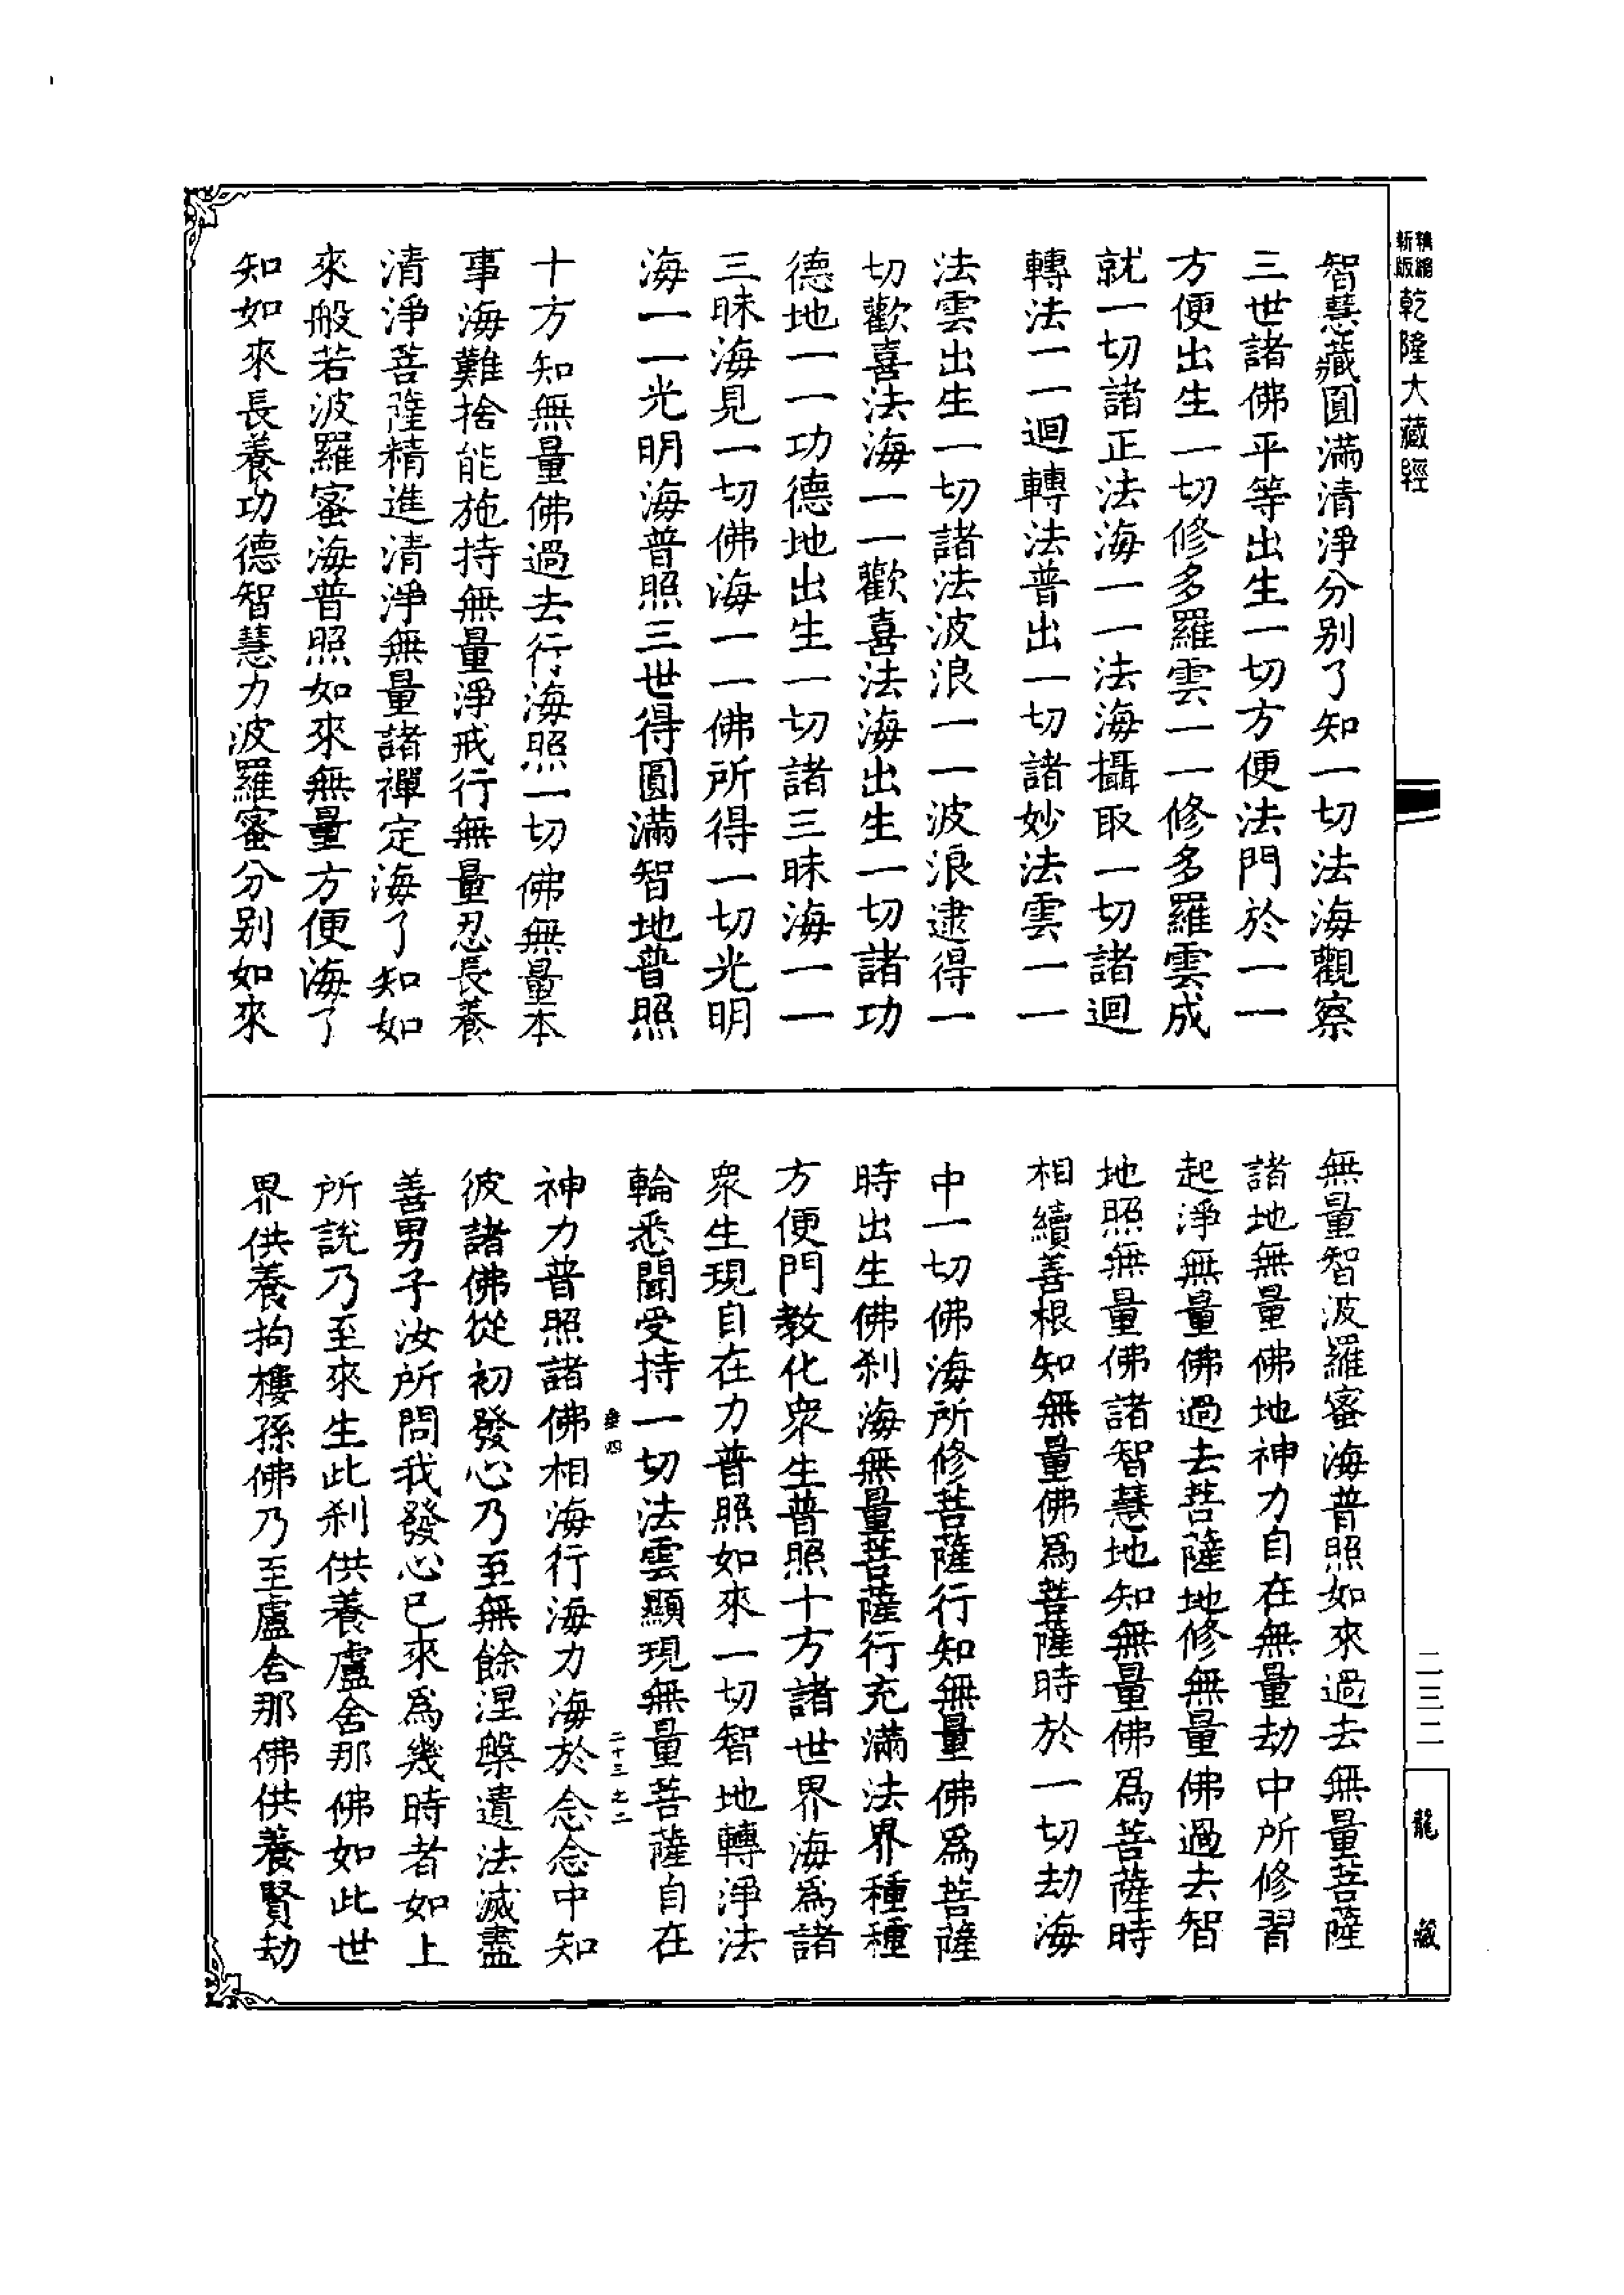 精編
新版
乾隆大藏經
智慧藏圓滿清淨分别了知一切法海觀察
三世諸佛平等出生一切方便法門於一一
方便出生一切修多羅雲一一修多羅雲成
就一切諸正法海一一法海攝取一切諸迴
轉法一一迴轉法普出一切諸妙法雲一一
法雲出生一切諸法波浪一一波浪逮得一
切歡喜法海一一歡喜法海出生一切諸功
德地一一功德地出生一切諸三昧海一一
三昧海見一切佛海一一佛所得一切光明
海一一光明海普照三世得圓滿智地普照
十方知無量佛過去行海照一切佛無量本
事海難捨能施持無量淨戒行無量忍長養
清淨菩薩精進清淨無量諸禪定海了知如
來般若波羅蜜海普照如來無量方便海了
知如來長養功德智慧力波羅蜜分别如來
無量智波羅蜜海普照如來過去無量菩薩
諸地無量佛地神力自在無量劫中所修習
起淨無量佛過去菩薩地修無量佛過去智
地照無量佛諸智慧地知無量佛爲菩薩時
相續善根知無量佛爲菩薩時於一切劫海
中一切佛海所修菩薩行知無量佛爲菩薩
時出生佛刹海無量菩薩行充滿法界種種
方便門教化衆生普照十方諸世界海爲諸
衆生現自在力普照如來一切智地轉淨法
輪悉聞受持一切法雲顯現無量菩薩自在
四
二十三之二
神力普照諸佛相海行海力海於念念中知
彼諸佛從初發心乃至無餘涅槃遺法滅盡
善男子汝所問我發心已來爲幾時者如上
所說乃至來生此刹供養盧舍那佛如此世
界供養拘樓孫佛乃至盧舍那佛供養賢劫
二三二
龍藏